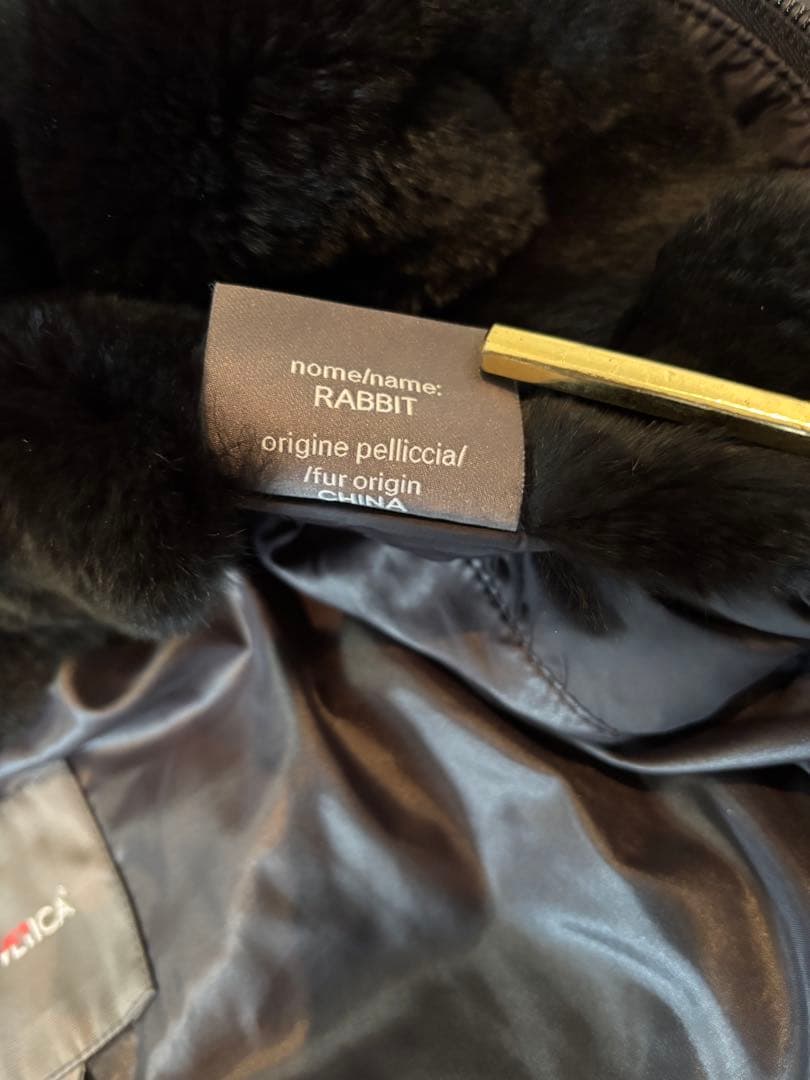 nome/name:
RABBIT
origine pelliccia/
/fur origin
CHINA